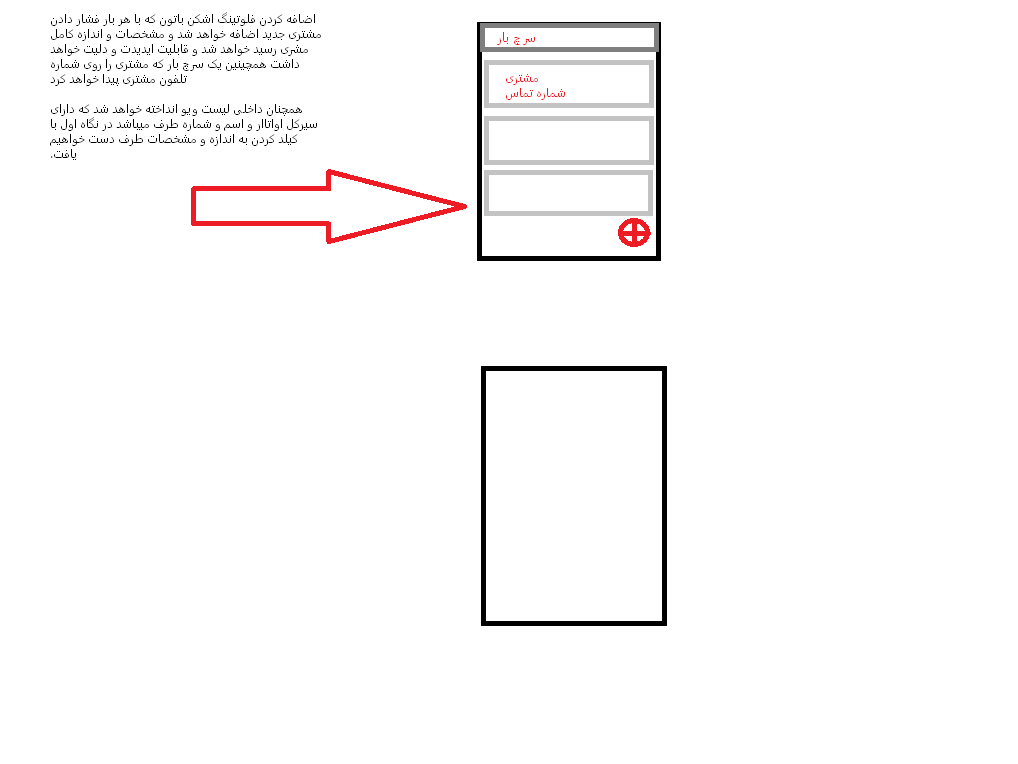 اضافه کردن فلوتینگ اشکن باتون که با هر بار فشار دادن
مشتری جدید اضافه خواهد شد و مشخصات و اندازه کامل
مشری رسید خواهد شد و قابلیت ایدیدت و دلیت خواهد
داشت همچینین یک سرچ بار که مشتری را روی شماره
تلفون مشتری پیدا خواهد کرد
همچنان داخلی لیست ویو انداخته خواهد شد که دارای
سیرکل اواتاار و اسم و شماره طرف میباشد در نگاه اول با
کیلد کردن به اندازه و مشخصات طرف دست خواهیم
یافت.
سرچ بار
مشتری
شماره تماس